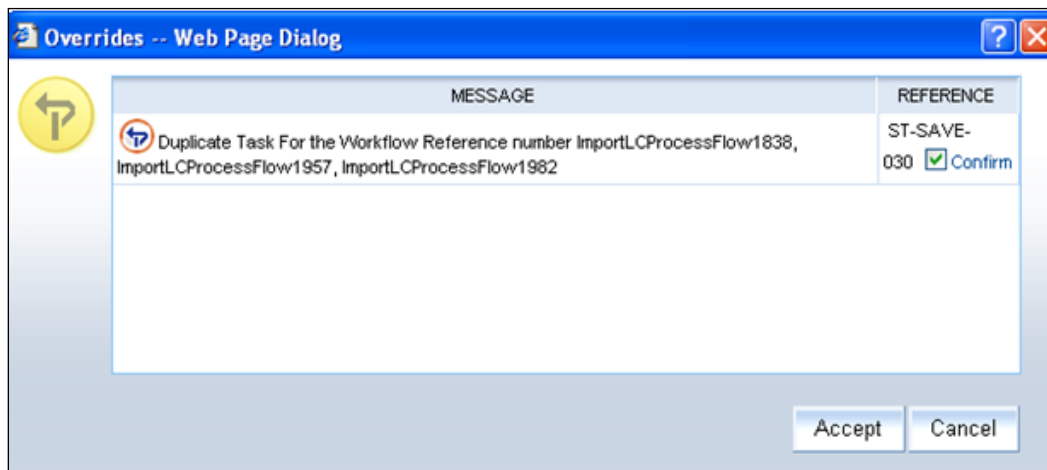 Overrides -- Web Page Dialog
MESSAGE
REFERENCE
Duplicate Task For the Workflow Reference number ImportLCProcessFlow1838,
ImportLCProcessFlow1957, ImportLCProcessFlow1982
ST-SAVE-
030 Confirm
Accept
Cancel